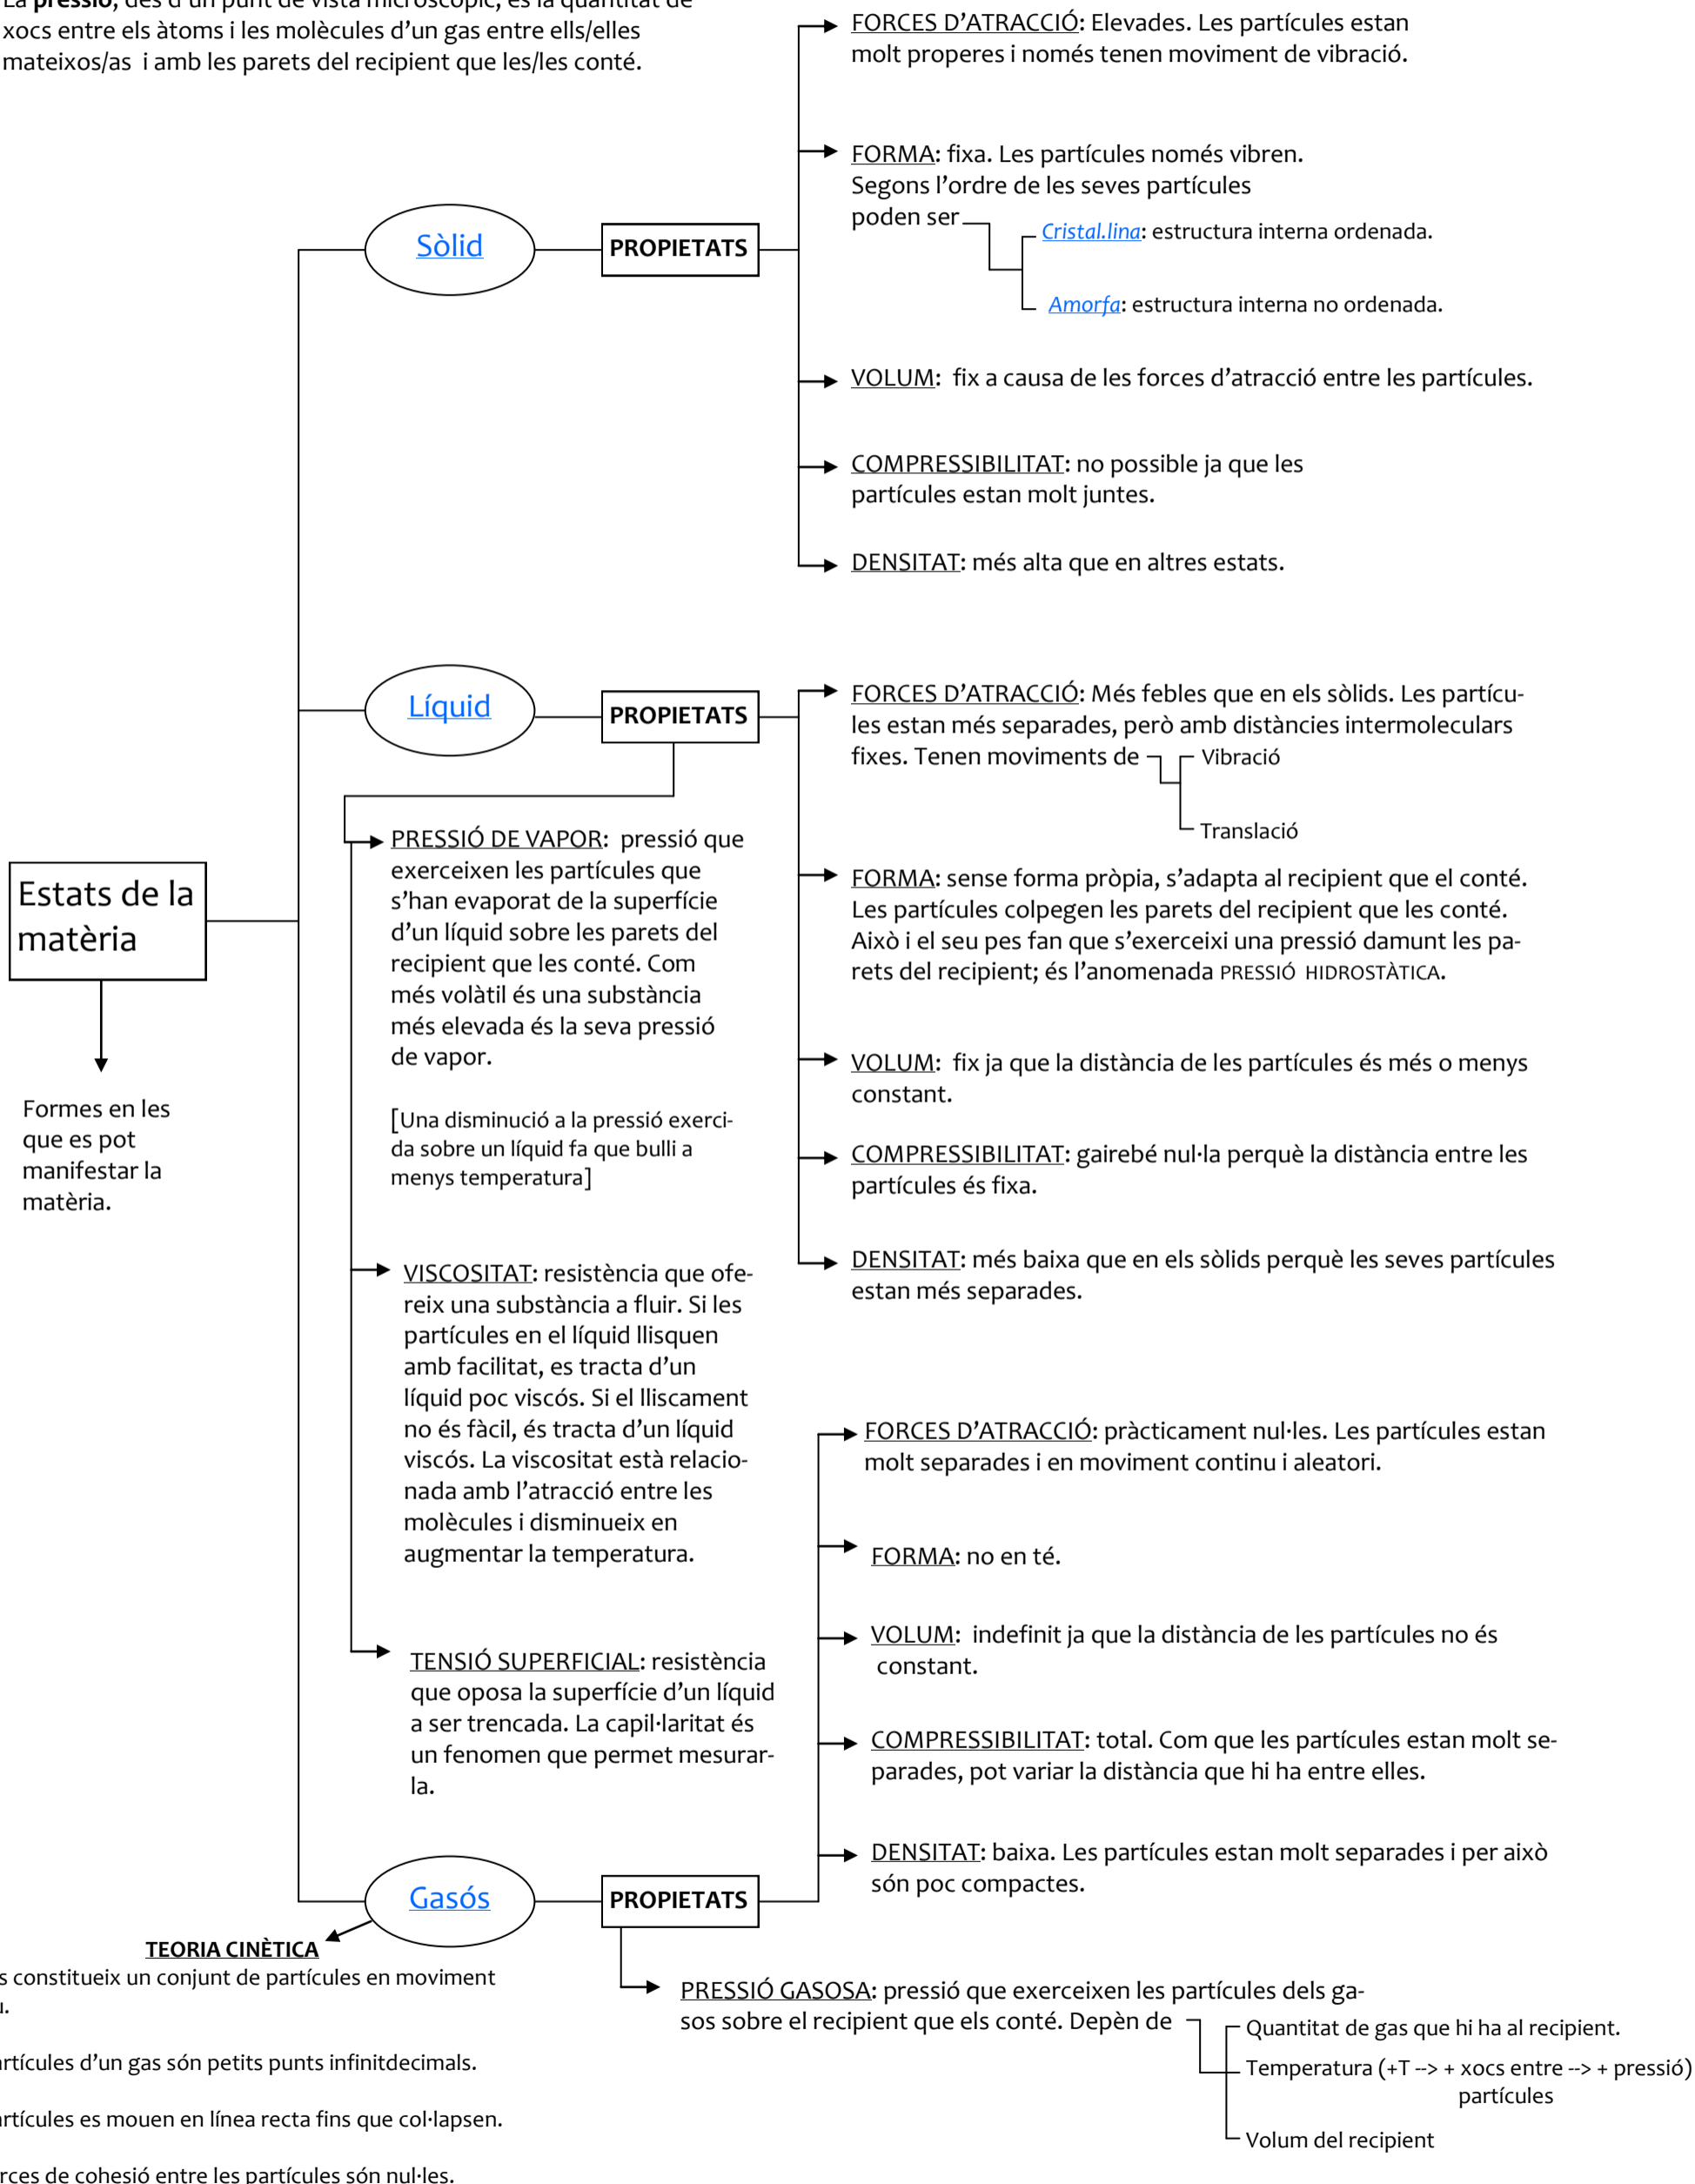 La pressió, des d’un punt de vista microscòpic, és la quantitat de
xocs entre els àtoms i les molècules d’un gas entre ells/elles
mateixos/as i amb les parets del recipient que les/les conté.
FORCES D’ATRACCIÓ: Elevades. Les partícules estan
molt properes i només tenen moviment de vibració.
FORMA: fixa. Les partícules només vibren.
Segons l’ordre de les seves partícules
poden ser
Cristal.lina: estructura interna ordenada.
Amorfa: estructura interna no ordenada.
Sòlid
PROPIETATS
VOLUM: fix a causa de les forces d’atracció entre les partícules.
COMPRESSIBILITAT: no possible ja que les
partícules estan molt juntes.
DENSITAT: més alta que en altres estats.
Líquid
PROPIETATS
FORCES D’ATRACCIÓ: Més febles que en els sòlids. Les partícu-
les estan més separades, però amb distàncies intermoleculars
fixes. Tenen moviments de
Vibració
Translació
FORMA: sense forma pròpia, s’adapta al recipient que el conté.
Les partícules colpegen les parets del recipient que les conté.
Això i el seu pes fan que s’exerceixi una pressió damunt les pa-
rets del recipient; és l’anomenada PRESSIÓ HIDROSTÀTICA.
VOLUM: fix ja que la distància de les partícules és més o menys
constant.
COMPRESSIBILITAT: gairebé nul·la perquè la distància entre les
partícules és fixa.
DENSITAT: més baixa que en els sòlids perquè les seves partícules
estan més separades.
PRESSIÓ DE VAPOR: pressió que
exerceixen les partícules que
s’han evaporat de la superfície
d’un líquid sobre les parets del
recipient que les conté. Com
més volàtil és una substància
més elevada és la seva pressió
de vapor.
[Una disminució a la pressió exerci-
da sobre un líquid fa que bulli a
menys temperatura]
VISCOSITAT: resistència que ofe-
reix una substància a fluir. Si les
partícules en el líquid llisquen
amb facilitat, es tracta d’un
líquid poc viscós. Si el lliscament
no és fàcil, és tracta d’un líquid
viscós. La viscositat està relacio-
nada amb l’atracció entre les
molècules i disminueix en
augmentar la temperatura.
TENSIÓ SUPERFICIAL: resistència
que oposa la superfície d’un líquid
a ser trencada. La capil·laritat és
un fenomen que permet mesurar-
la.
Estats de la
matèria
Formes en les
que es pot
manifestar la
matèria.
FORCES D’ATRACCIÓ: pràcticament nul·les. Les partícules estan
molt separades i en moviment continu i aleatori.
FORMA: no en té.
VOLUM: indefinit ja que la distància de les partícules no és
constant.
COMPRESSIBILITAT: total. Com que les partícules estan molt se-
parades, pot variar la distància que hi ha entre elles.
DENSITAT: baixa. Les partícules estan molt separades i per això
són poc compactes.
Gasós
PROPIETATS
TEORIA CINÈTICA
s constitueix un conjunt de partícules en moviment
u.
artícules d’un gas són petits punts infinitdecimals.
artícules es mouen en línea recta fins que col·lapsen.
rces de cohesió entre les partícules són nul·les.
PRESSIÓ GASOSA: pressió que exerceixen les partícules dels ga-
sos sobre el recipient que els conté. Depèn de
Quantitat de gas que hi ha al recipient.
Temperatura (+T --> + xocs entre --> + pressió)
partícules
Volum del recipient